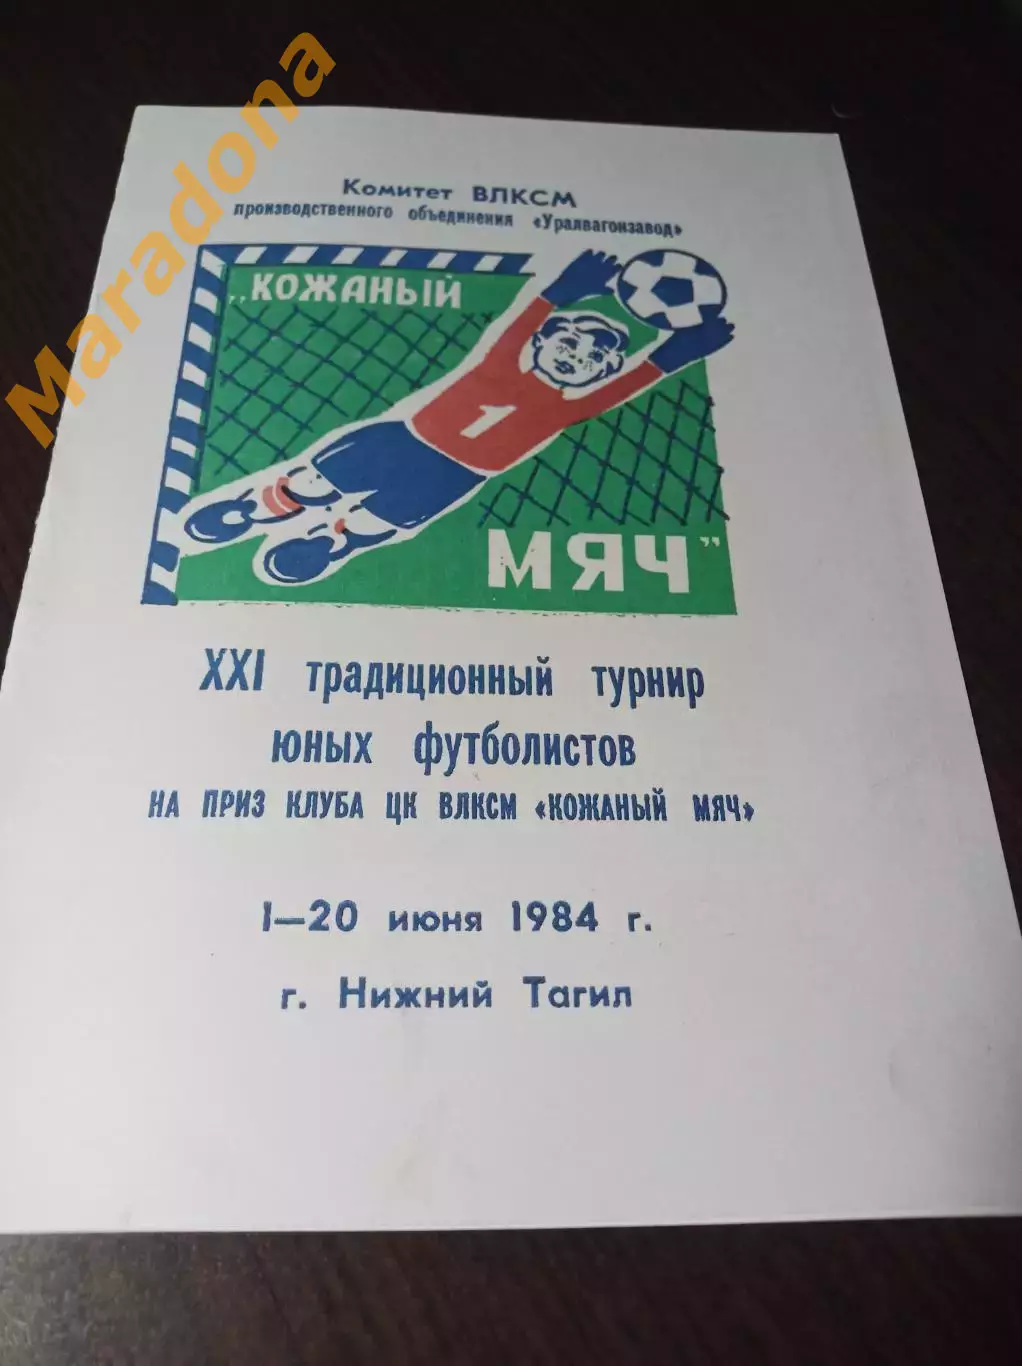 Maradona
Комитет ВЛКСМ
производственного объединения «Уралвагонзавод»
„КОЖАНЫЙ
1
МЯЧ”
XXI традиционный турнир
юных футболистов
НА ПРИЗ КЛУБА ЦК ВЛКСМ «КОЖАНЫЙ МЯЧ»
1—20 июня 1984 г.
г. Нижний Тагил